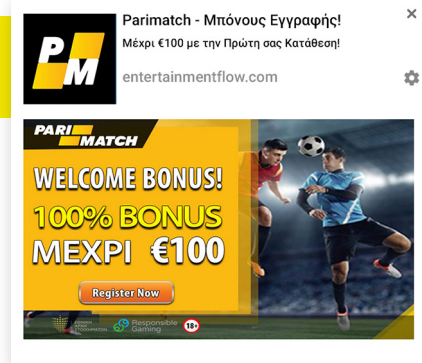 Parimatch - Μπόνους Εγγραφής!
Μέχρι €100 με την Πρώτη σας Κατάθεση!
entertainmentflow.com
PM
PARI MATCH
WELCOME BONUS!
100% BONUS
ΜΕΧΡΙ €100
Register Now
Responsible
Gaming
18+